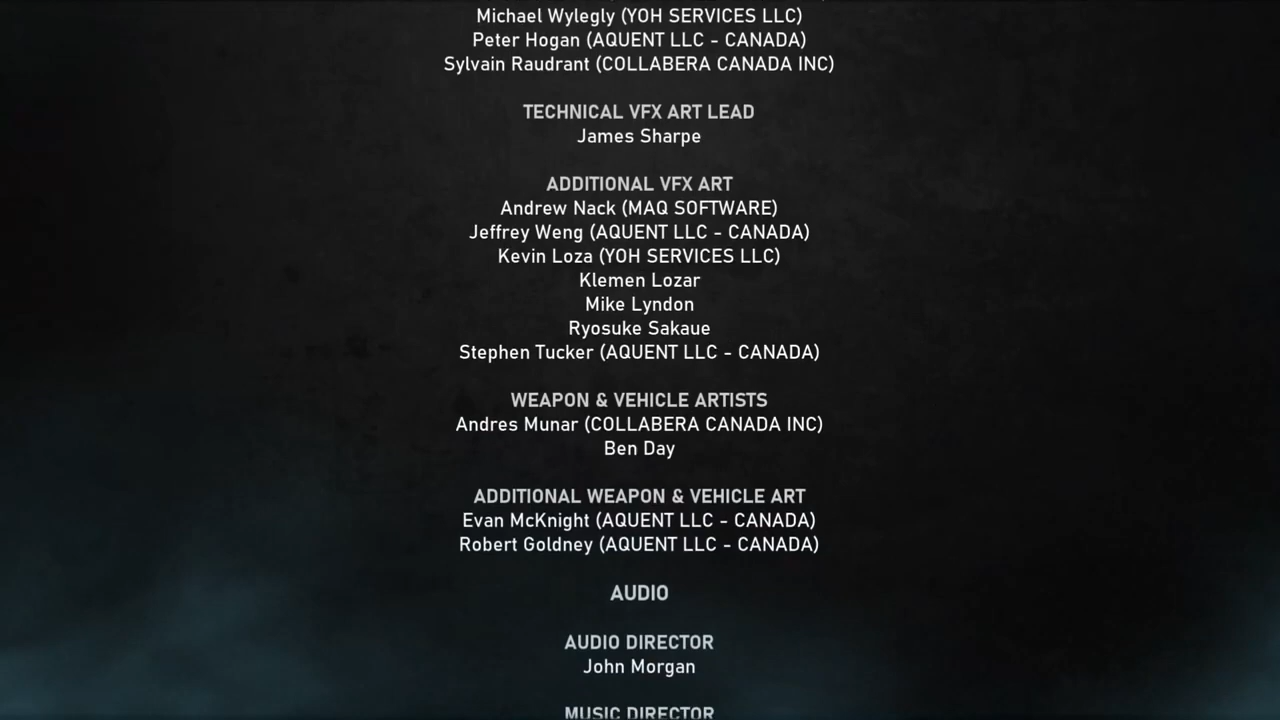 Michael Wylegly (YOH SERVICES LLC)
Peter Hogan (AQUENT LLC - CANADA)
Sylvain Raudrant (COLLABERA CANADA INC)
TECHNICAL VFX ART LEAD
James Sharpe
ADDITIONAL VFX ART
Andrew Nack (MAQ SOFTWARE)
Jeffrey Weng (AQUENT LLC - CANADA)
Kevin Loza (YOH SERVICES LLC)
Klemen Lozar
Mike Lyndon
Ryosuke Sakaue
Stephen Tucker (AQUENT LLC - CANADA)
WEAPON & VEHICLE ARTISTS
Andres Munar (COLLABERA CANADA INC)
Ben Day
ADDITIONAL WEAPON & VEHICLE ART
Evan McKnight (AQUENT LLC - CANADA)
Robert Goldney (AQUENT LLC - CANADA)
AUDIO
AUDIO DIRECTOR
John Morgan
MUSIC DIRECTOR